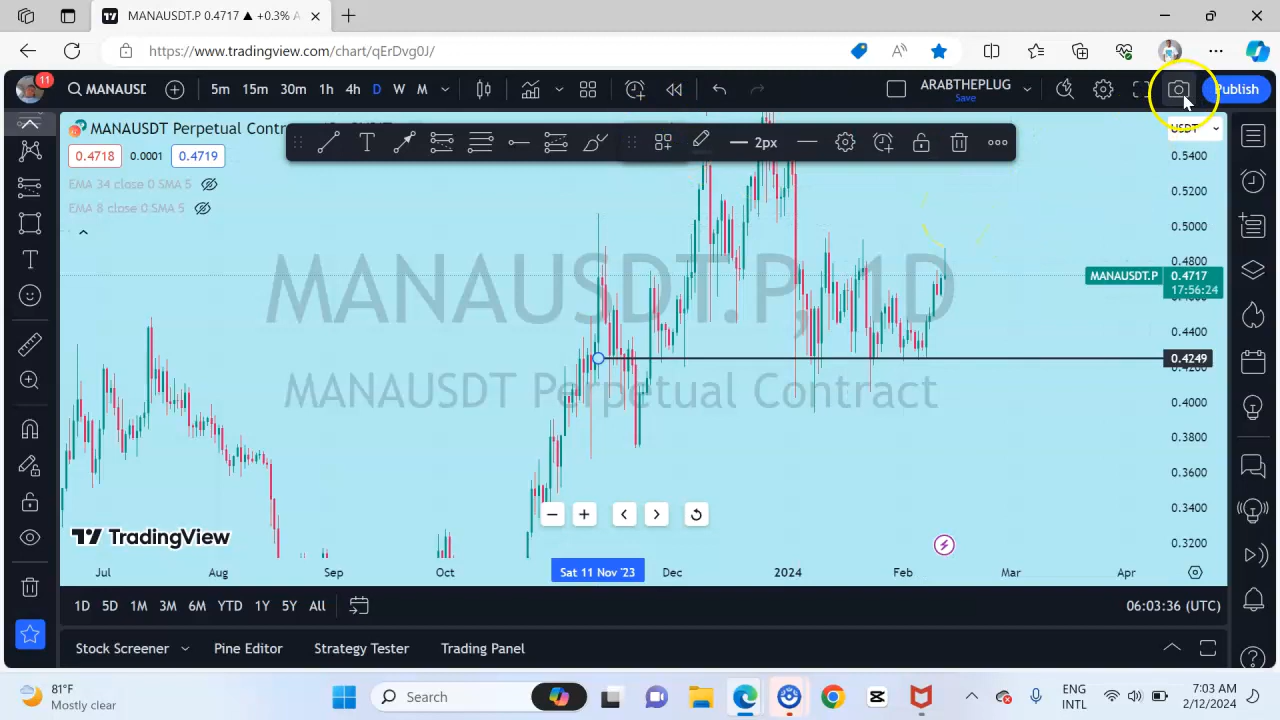 MANAUSDT.P 0.4717 ▲ +0.3% A
https://www.tradingview.com/chart/qErDvg0J/
11
MANAUSD
5m 15m 30m 1h 4h D W M
ARABTHEPLUG
Save
Publish
MANAUSDT Perpetual Contr
2px
USDT
0.4718 0.0001 0.4719
EMA 34 close 0 SMA 5
EMA 8 close 0 SMA 5
0.5400
0.5200
0.5000
0.4800
MANAUSDT.P, 1D
MANAUSDT.P 0.4717
17:56:24
0.4400
0.4249
MANAUSDT Perpetual Contract
0.4000
0.3800
0.3600
0.3400
0.3200
TradingView
Jul Aug Sep Oct Sat 11 Nov '23 Dec 2024 Feb Mar Apr
1D 5D 1M 3M 6M YTD 1Y 5Y All
06:03:36 (UTC)
Stock Screener Pine Editor Strategy Tester Trading Panel
81°F
Mostly clear
Search
ENG
INTL
7:03 AM
2/12/2024